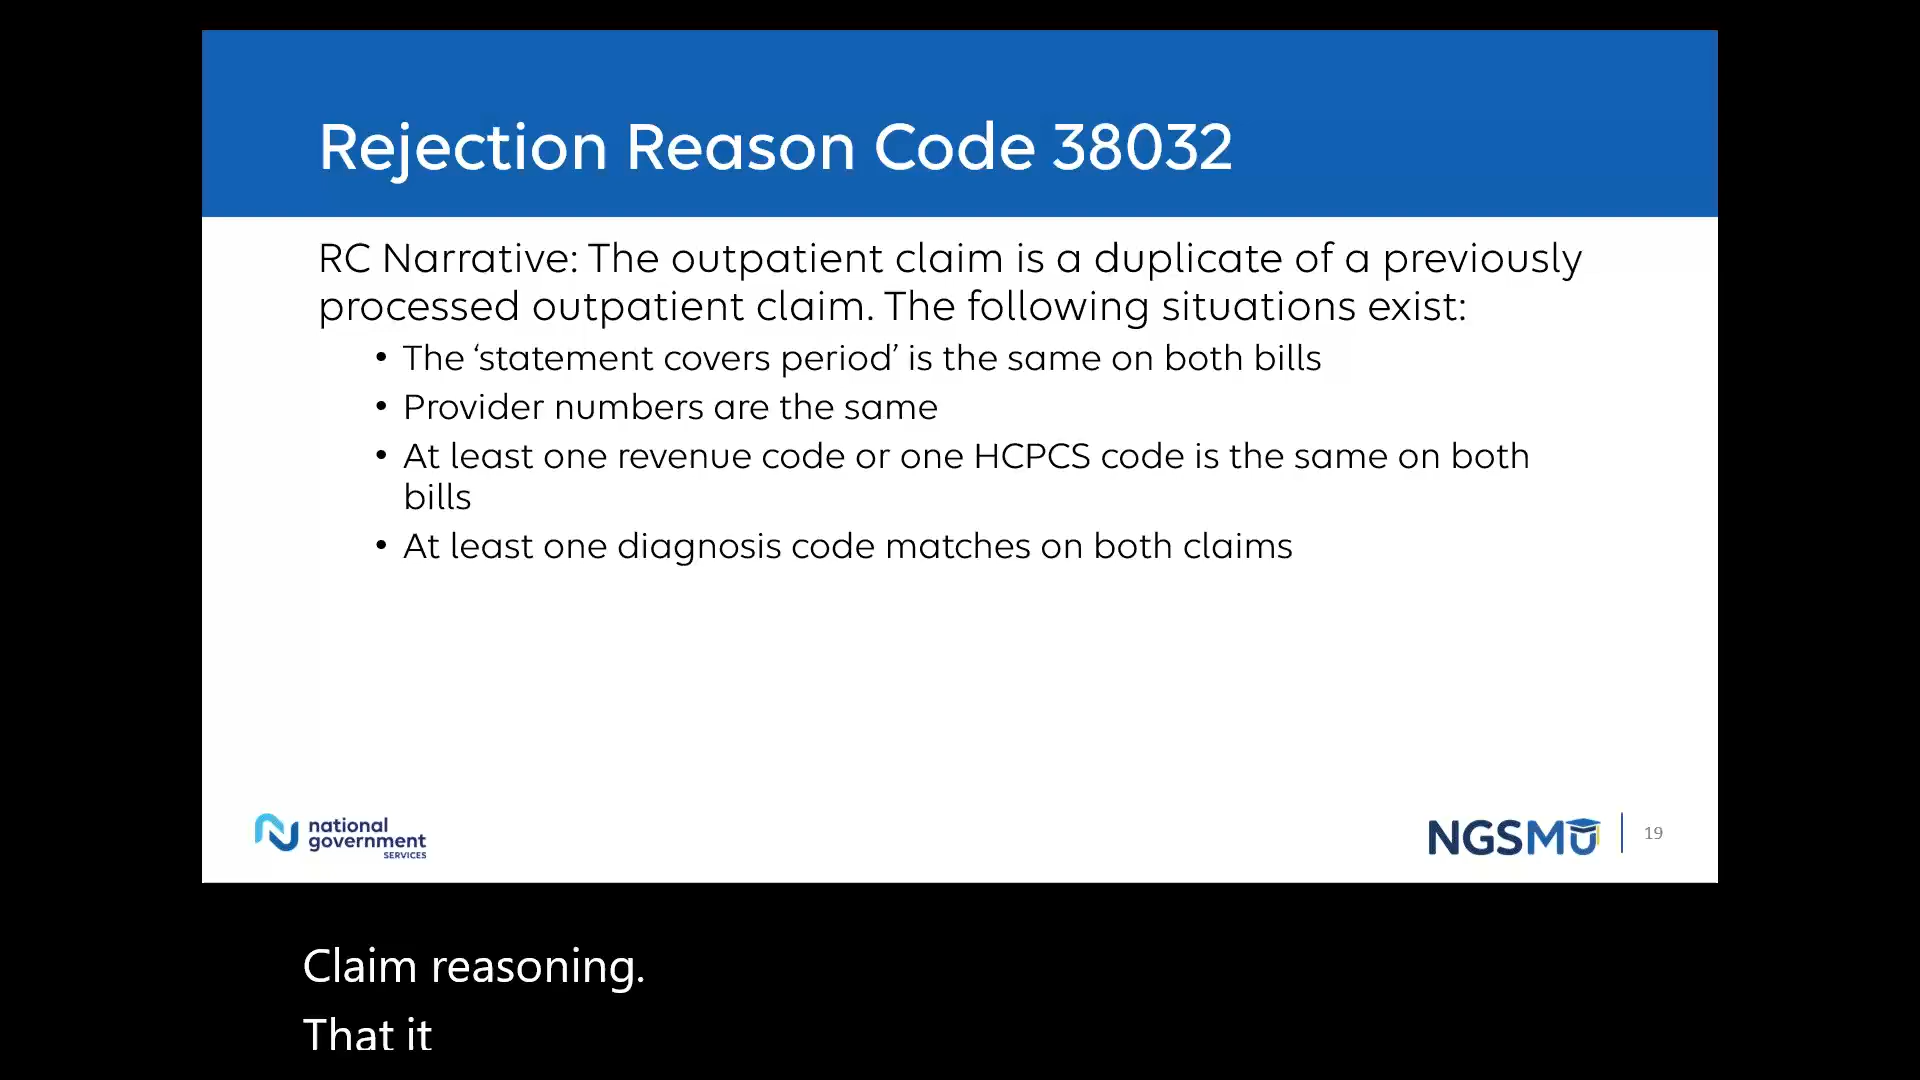 Rejection Reason Code 38032
RC Narrative: The outpatient claim is a duplicate of a previously
processed outpatient claim. The following situations exist:
• The ‘statement covers period’ is the same on both bills
• Provider numbers are the same
• At least one revenue code or one HCPCS code is the same on both
bills
• At least one diagnosis code matches on both claims
national
government
SERVICES
NGSMU
19
Claim reasoning.
That it